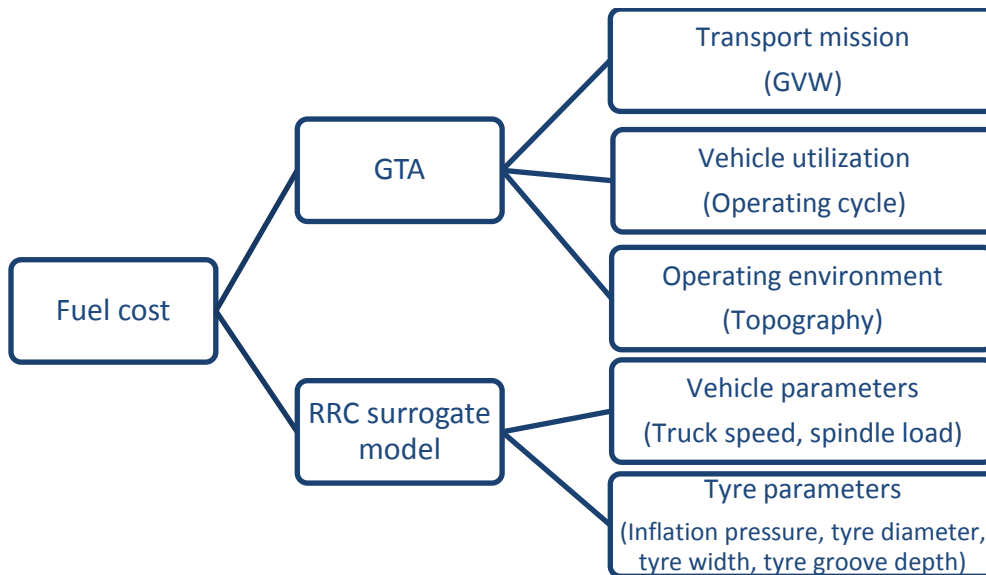 Fuel cost
GTA
RRC surrogate
model
Transport mission
(GVW)
Vehicle utilization
(Operating cycle)
Operating environment
(Topography)
Vehicle parameters
(Truck speed, spindle load)
Tyre parameters
(Inflation pressure, tyre diameter,
tyre width, tyre groove depth)